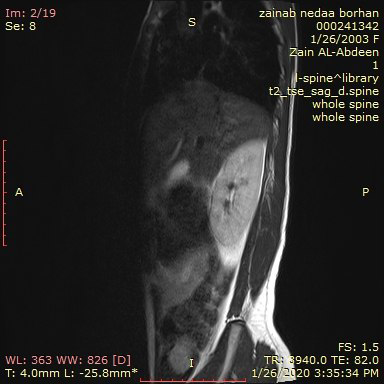 Im: 2/19
Se: 8
S
zainab nedaa borhan
000241342
1/26/2003 F
Zain AL-Abdeen
1
l-spine^library
t2_tse_sag_d.spine
whole spine
whole spine
A
P
WL: 363 WW: 826 [D]
T: 4.0mm L: -25.8mm*
I
FS: 1.5
TR: 3940.0 TE: 82.0
1/26/2020 3:35:34 PM